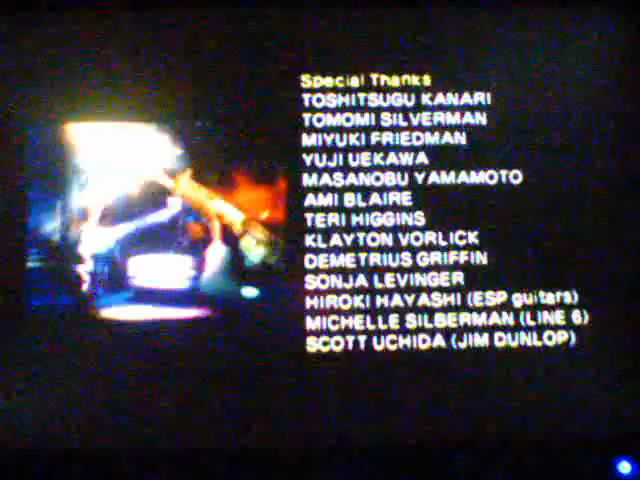 Special Thanks
TOSHITSUGU KANARI
TOMOMI SILVERMAN
MIYUKI FRIEDMAN
YUJI UEKAWA
MASANOBU YAMAMOTO
AMI BLAIRE
TERI HIGGINS
KLAYTON VORLICK
DEMETRIUS GRIFFIN
SONJA LEVINGER
HIROKI HAYASHI (ESP guitars)
MICHELLE SILBERMAN (LINE 6)
SCOTT UCHIDA (JIM DUNLOP)